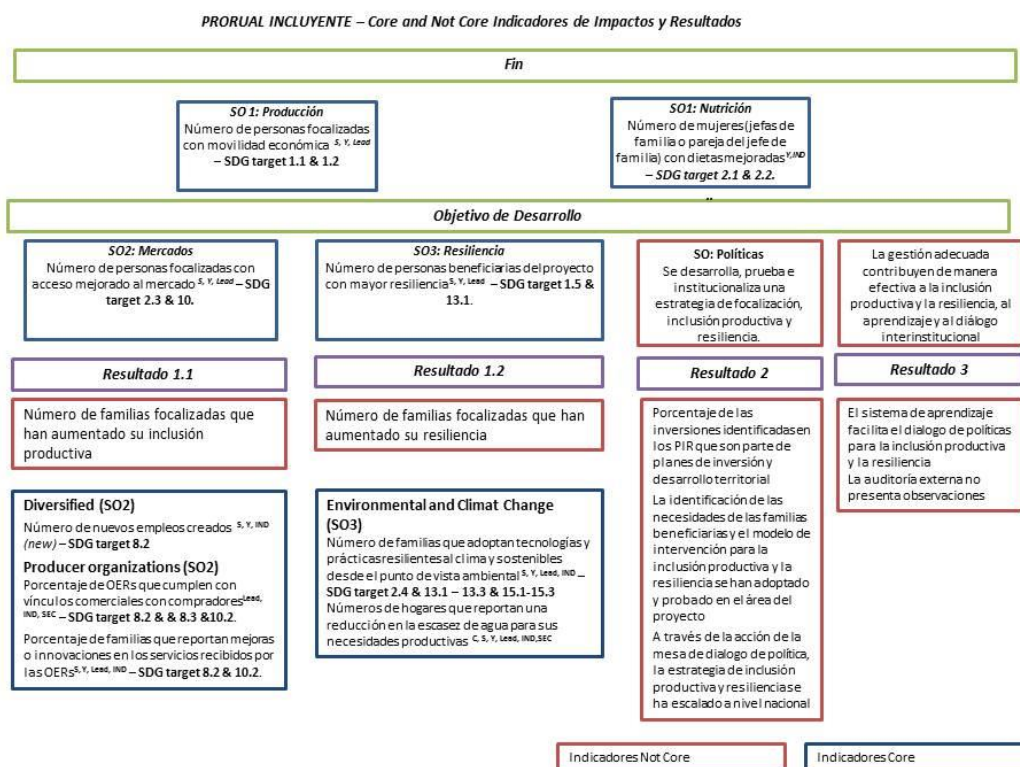 PRORUAL INCLUYENTE – Core and Not Core Indicadores de Impactos y Resultados
Fin
SO 1: Producción
Número de personas focalizadas
con movilidad económica S, Y, Lead
– SDG target 1.1 & 1.2
SO1: Nutrición
Número de mujeres (jefas de
familia o pareja del jefe de
familia) con dietas mejoradas Y,IND
– SDG target 2.1 & 2.2.
Objetivo de Desarrollo
SO2: Mercados
Número de personas focalizadas con
acceso mejorado al mercado S, Y, Lead – SDG
target 2.3 & 10.
SO3: Resiliencia
Número de personas beneficiarias del proyecto
con mayor resiliencia S, Y, Lead – SDG target 1.5 &
13.1.
SO: Políticas
Se desarrolla, prueba e
institucionaliza una
estrategia de focalización,
inclusión productiva y
resiliencia.
La gestión adecuada
contribuyen de manera
efectiva a la inclusión
productiva y la resiliencia, al
aprendizaje y al diálogo
interinstitucional
Resultado 1.1
Resultado 1.2
Resultado 2
Resultado 3
Número de familias focalizadas que
han aumentado su inclusión
productiva
Número de familias focalizadas que han
aumentado su resiliencia
Porcentaje de las
inversiones identificadas en
los PIR que son parte de
planes de inversión y
desarrollo territorial
La identificación de las
necesidades de las familias
beneficiarias y el modelo de
intervención para la
inclusión productiva y la
resiliencia se han adoptado
y probado en el área del
proyecto
A través de la acción de la
mesa de dialogo de política,
la estrategia de inclusión
productiva y resiliencia se
ha escalado a nivel nacional
El sistema de aprendizaje
facilita el dialogo de políticas
para la inclusión productiva
y la resiliencia
La auditoría externa no
presenta observaciones
Diversified (SO2)
Número de nuevos empleos creados S, Y, IND
(new) – SDG target 8.2
Producer organizations (SO2)
Porcentaje de OERs que cumplen con
vínculos comerciales con compradores Lead,
IND, SEC – SDG target 8.2 & & 8.3 &10.2.
Porcentaje de familias que reportan mejoras
o innovaciones en los servicios recibidos por
las OERs S, Y, Lead, IND – SDG target 8.2 & 10.2.
Environmental and Climat Change
(SO3)
Número de familias que adoptan tecnologías y
prácticas resilientes al clima y sostenibles
desde el punto de vista ambiental S, Y, Lead, IND –
SDG target 2.4 & 13.1 – 13.3 & 15.1-15.3
Números de hogares que reportan una
reducción en la escasez de agua para sus
necesidades productivas C, S, Y, Lead, IND,SEC
Indicadores Not Core
Indicadores Core